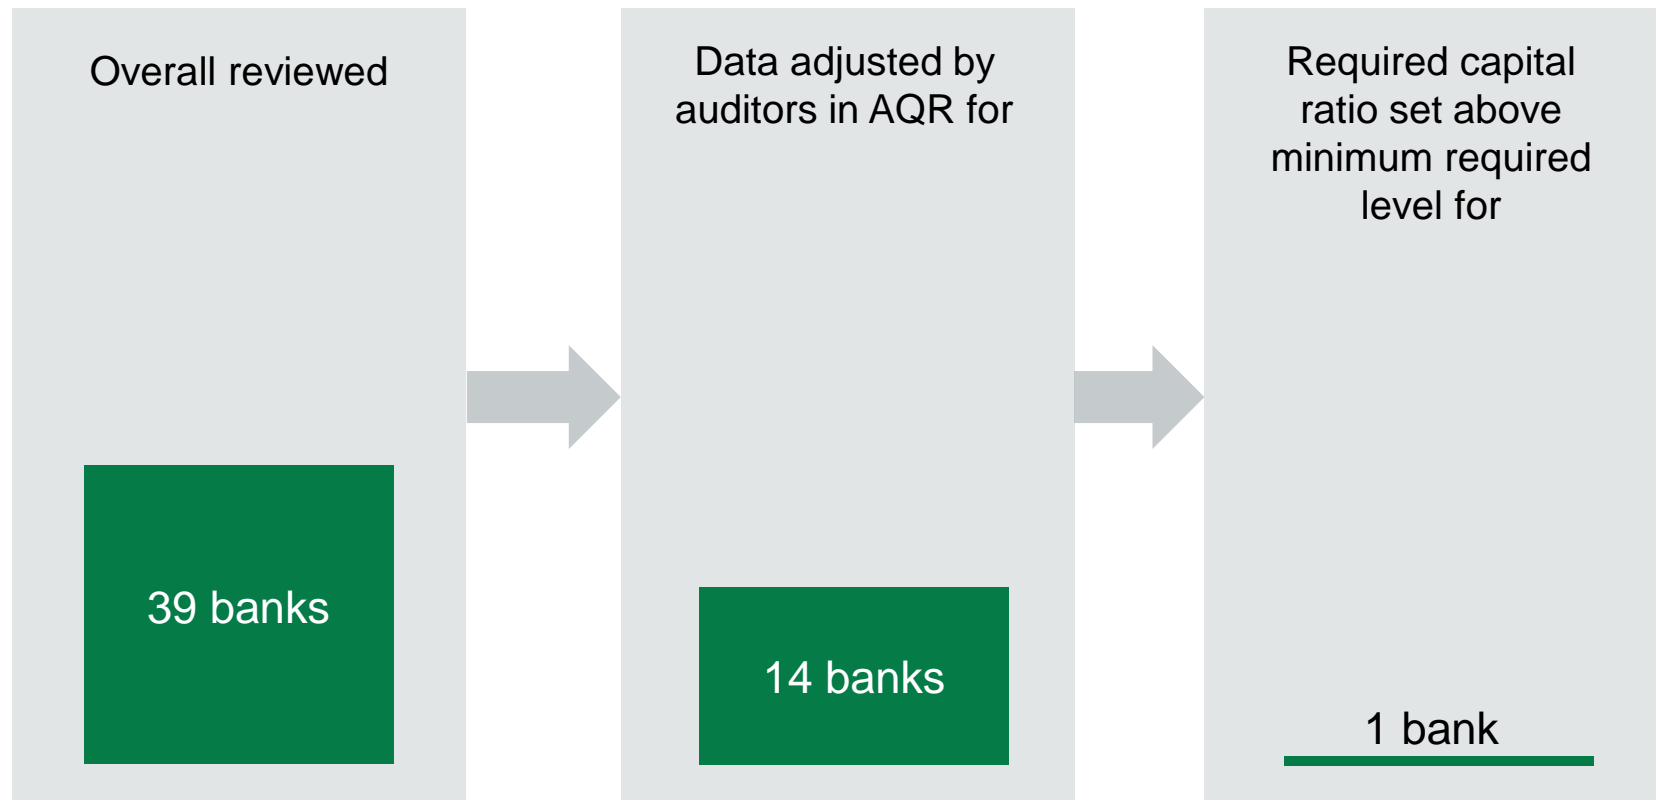 Overall reviewed
39 banks
Data adjusted by
auditors in AQR for
14 banks
Required capital
ratio set above
minimum required
level for
1 bank